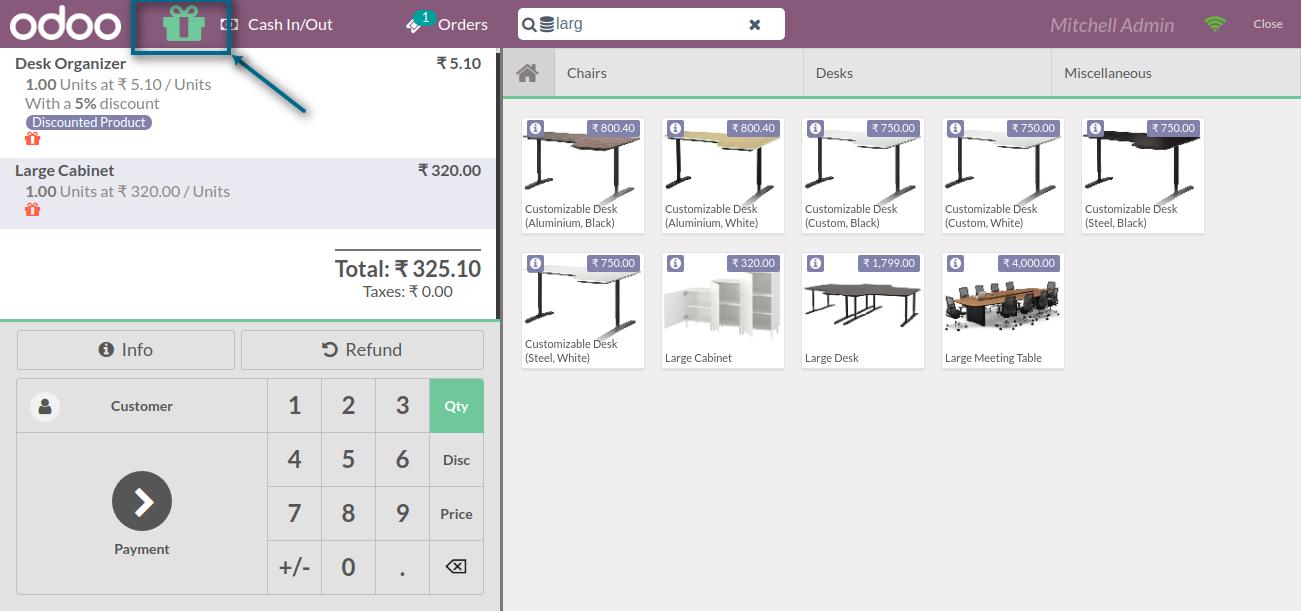 odoo
Cash In/Out
1
Orders
larg
Mitchell Admin
Close
Desk Organizer
₹ 5.10
1.00 Units at ₹ 5.10 / Units
With a 5% discount
Discounted Product
Large Cabinet
₹ 320.00
1.00 Units at ₹ 320.00 / Units
Total: ₹ 325.10
Taxes: ₹ 0.00
Info
Refund
Customer
1 2 3 Qty
4 5 6 Disc
7 8 9 Price
+/- 0 .
Payment
Chairs
Desks
Miscellaneous
₹ 800.40
Customizable Desk
(Aluminium, Black)
₹ 800.40
Customizable Desk
(Aluminium, White)
₹ 750.00
Customizable Desk
(Custom, Black)
₹ 750.00
Customizable Desk
(Custom, White)
₹ 750.00
Customizable Desk
(Steel, Black)
₹ 750.00
Customizable Desk
(Steel, White)
₹ 320.00
Large Cabinet
₹ 1,799.00
Large Desk
₹ 4,000.00
Large Meeting Table